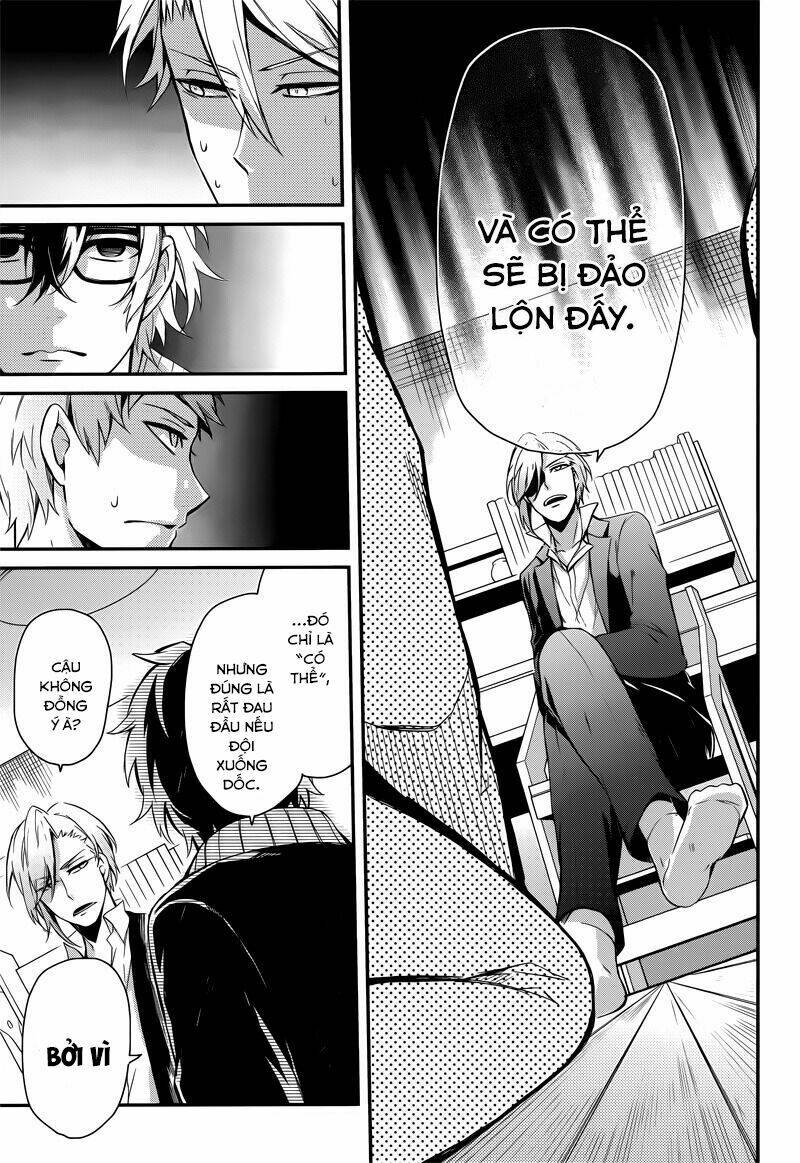 VÀ CÓ THỂ
SẼ BỊ ĐẢO
LỘN ĐẤY.
...ĐÓ
CHỈ LÀ
"CÓ
THỂ",
NHƯNG
ĐÚNG LÀ
RẤT ĐAU
ĐẦU NẾU
ĐỘI
XUỐNG
DỐC.
CẬU
KHÔNG
ĐỒNG
Ý À?
BỞI VÌ